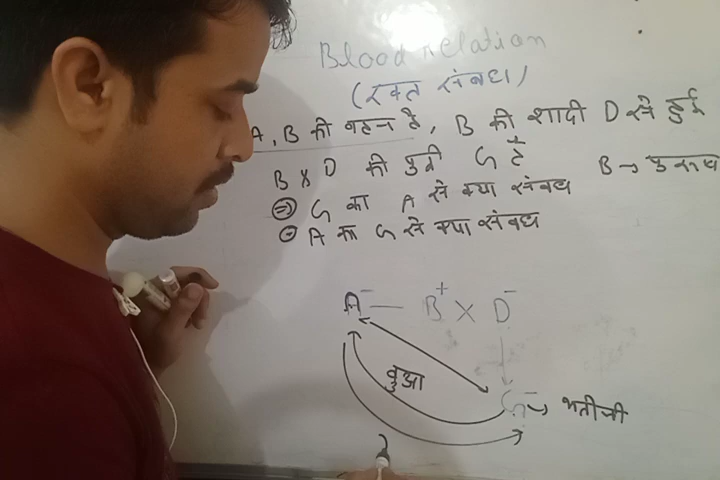 Blood relation
(रक्त संबंध)
A, B की बहन है, B की शादी D से हुई
B X D की पुत्री G है B → पुरुष
⇒ G का A से क्या संबंध
⇒ A का G से क्या संबंध
A⁻ — B⁺ X D⁻
बुआ
G⁻ → भतीजी